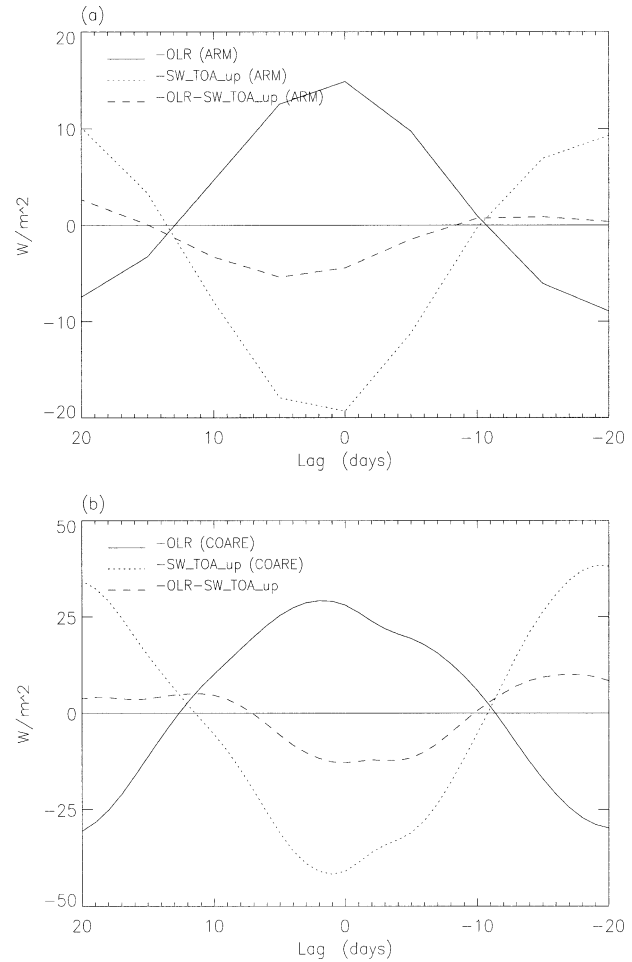 (a)
20
10
0
−10
−20
W/m^2
−OLR (ARM)
−SW_TOA_up (ARM)
−OLR−SW_TOA_up (ARM)
20 10 0 −10 −20
Lag (days)
(b)
50
25
0
−25
−50
W/m^2
−OLR (COARE)
−SW_TOA_up (COARE)
−OLR−SW_TOA_up
20 10 0 −10 −20
Lag (days)